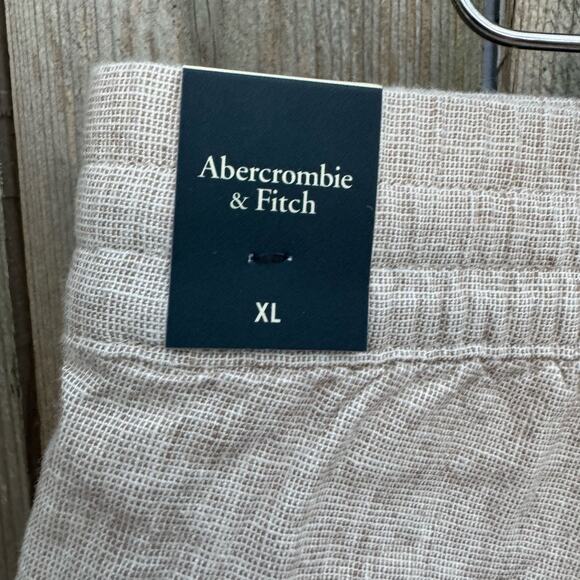 Abercrombie
& Fitch
XL